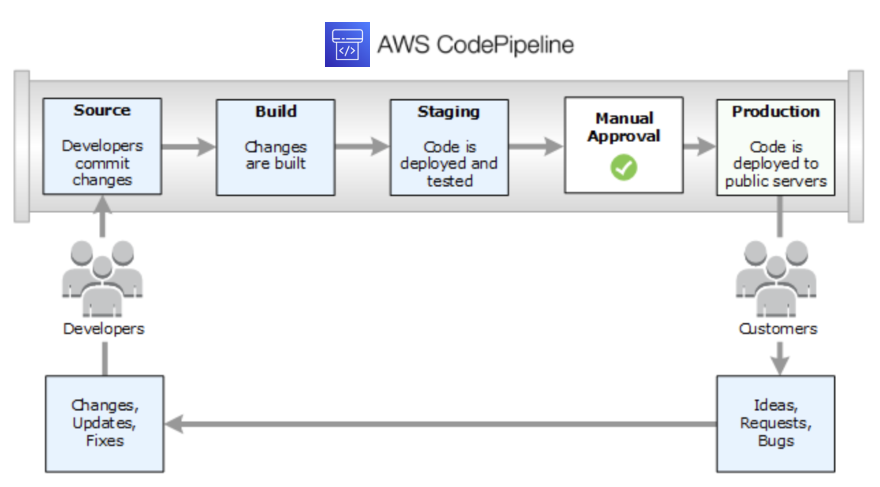 AWS CodePipeline
Source
Developers
commit
changes
Build
Changes
are built
Staging
Code is
deployed and
tested
Manual
Approval
Production
Code is
deployed to
public servers
Developers
Customers
Changes,
Updates,
Fixes
Ideas,
Requests,
Bugs